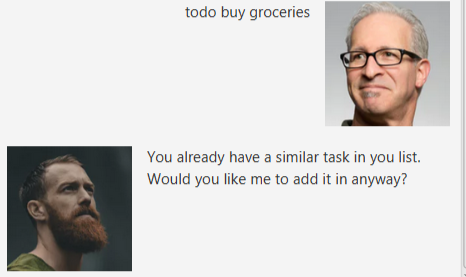 todo buy groceries
You already have a similar task in you list.
Would you like me to add it in anyway?